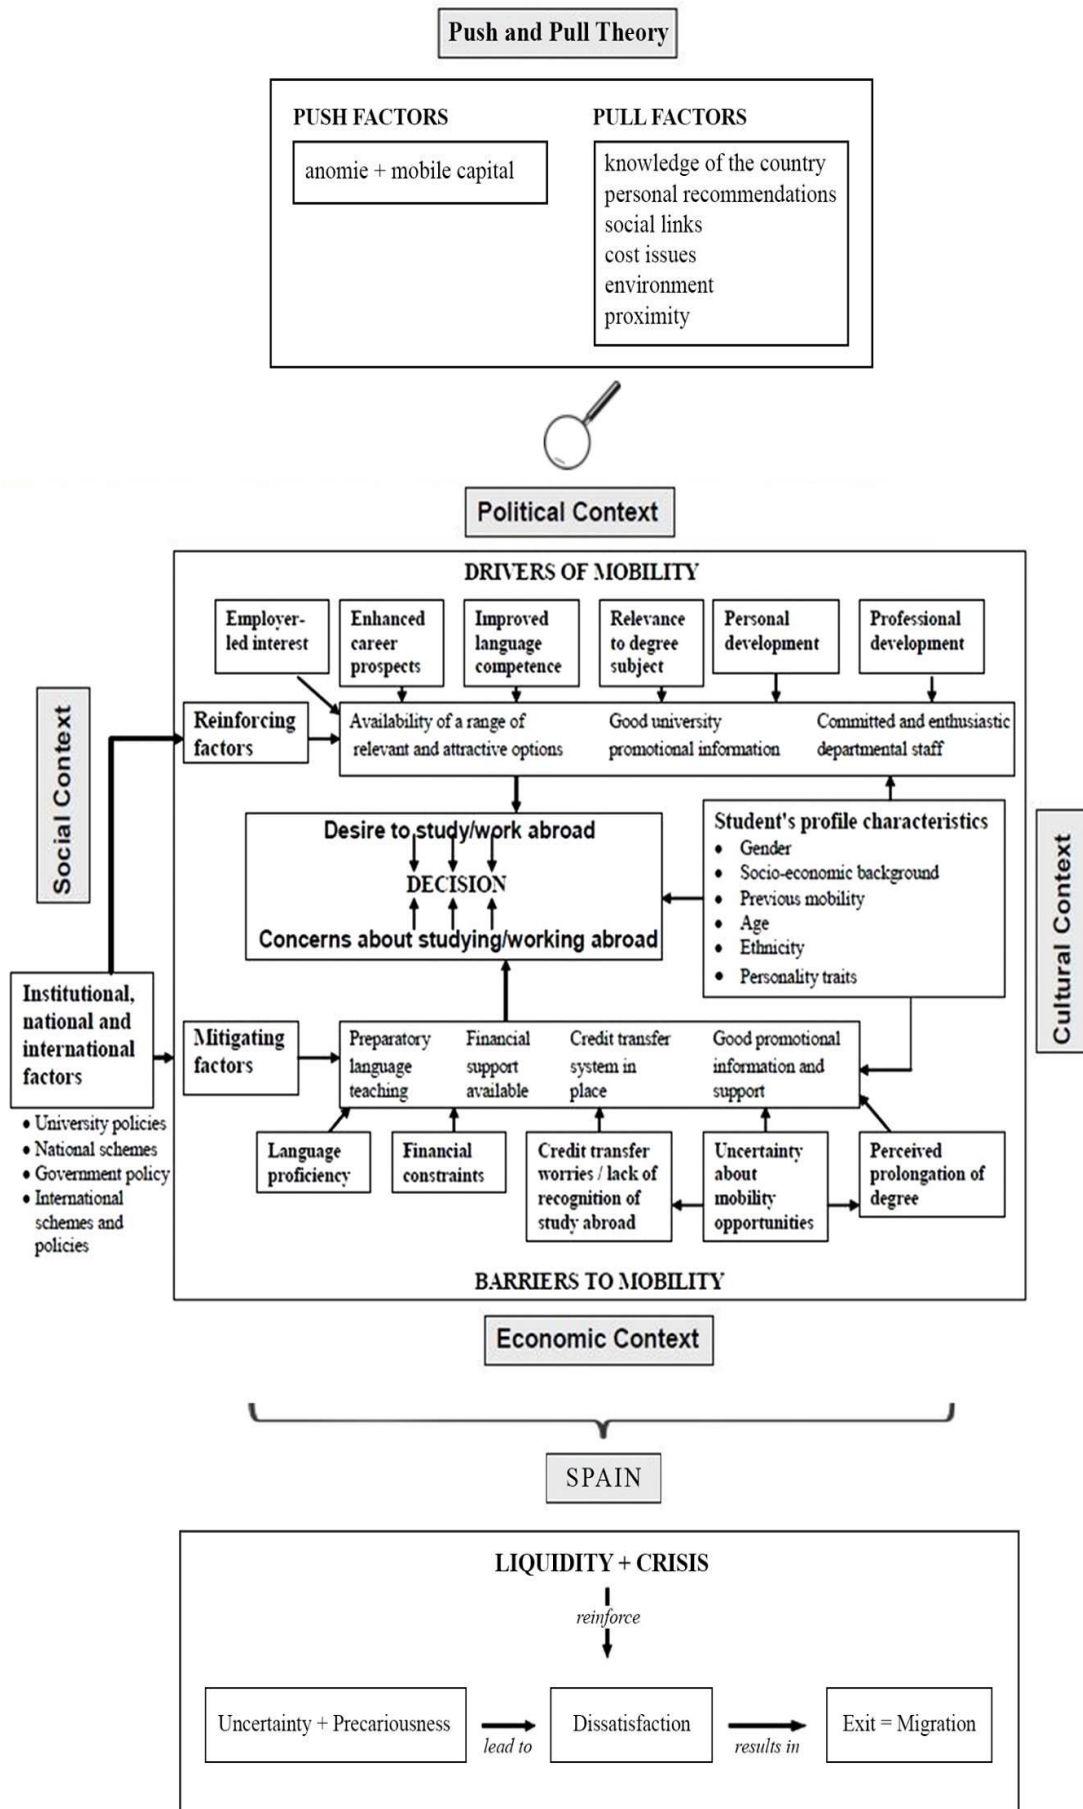 Push and Pull Theory
PUSH FACTORS
anomie + mobile capital
PULL FACTORS
knowledge of the country
personal recommendations
social links
cost issues
environment
proximity
Political Context
DRIVERS OF MOBILITY
Employer-
led interest
Enhanced
career
prospects
Improved
language
competence
Relevance
to degree
subject
Personal
development
Professional
development
Social Context
Reinforcing
factors
Availability of a range of
relevant and attractive options
Good university
promotional information
Committed and enthusiastic
departmental staff
Desire to study/work abroad
DECISION
Concerns about studying/working abroad
Student's profile characteristics
• Gender
• Socio-economic background
• Previous mobility
• Age
• Ethnicity
• Personality traits
Cultural Context
Institutional,
national and
international
factors
• University policies
• National schemes
• Government policy
• International
schemes and
policies
Mitigating
factors
Preparatory
language
teaching
Financial
support
available
Credit transfer
system in
place
Good promotional
information and
support
Language
proficiency
Financial
constraints
Credit transfer
worries / lack of
recognition of
study abroad
Uncertainty
about
mobility
opportunities
Perceived
prolongation of
degree
BARRIERS TO MOBILITY
Economic Context
SPAIN
LIQUIDITY + CRISIS
reinforce
Uncertainty + Precariousness
lead to
Dissatisfaction
results in
Exit = Migration